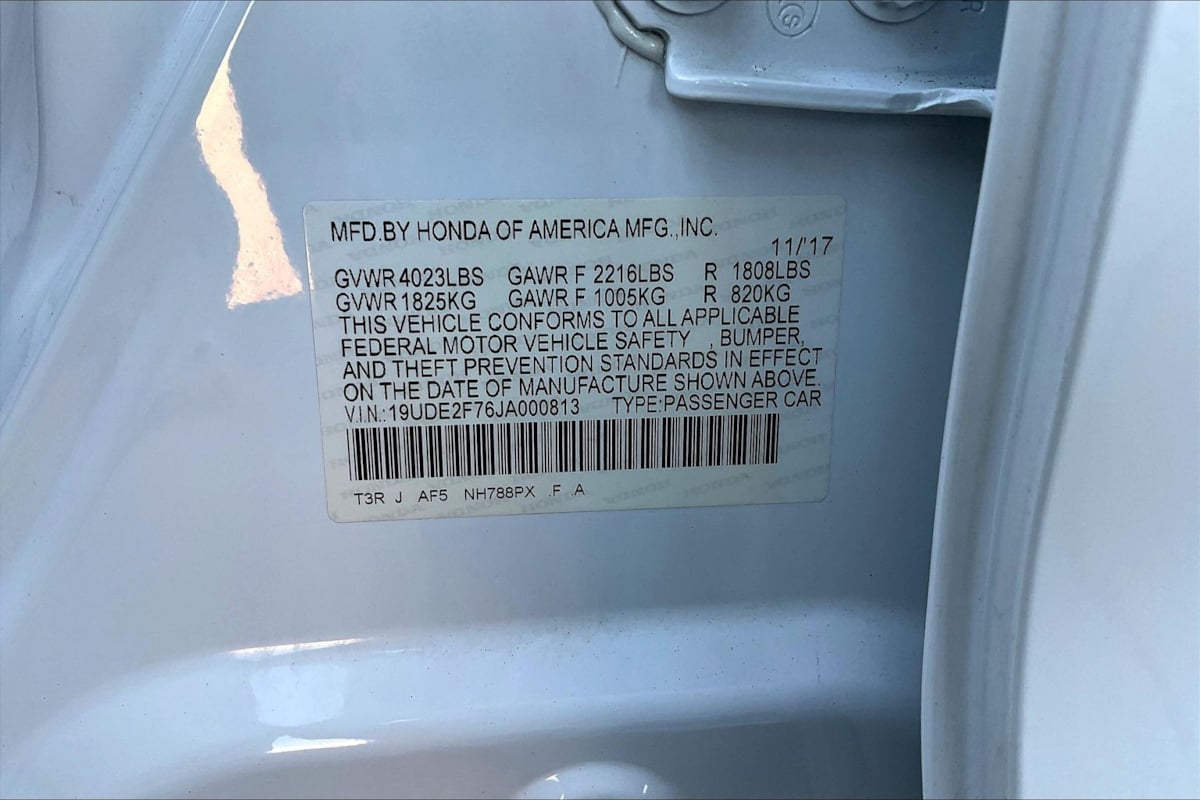 MFD.BY HONDA OF AMERICA MFG.,INC.
11/'17
GVWR 4023LBS GAWR F 2216LBS R 1808LBS
GVWR 1825KG GAWR F 1005KG R 820KG
THIS VEHICLE CONFORMS TO ALL APPLICABLE
FEDERAL MOTOR VEHICLE SAFETY , BUMPER,
AND THEFT PREVENTION STANDARDS IN EFFECT
ON THE DATE OF MANUFACTURE SHOWN ABOVE.
V.I.N.:19UDE2F76JA000813 TYPE:PASSENGER CAR
T3R J AF5 NH788PX .F .A